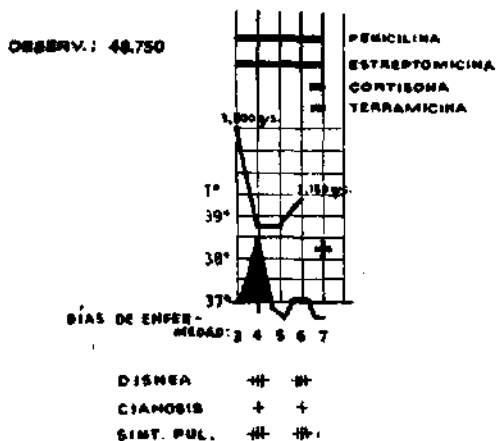 OBSERV.: 48.750
PENICILINA
ESTREPTOMICINA
CORTISONA
TERRAMICINA
T°
39°
38°
37°
DÍAS DE ENFER-
MEDAD: 3 4 5 6 7
DISNEA +++ +++
CIANOSIS + +
SINT. PUL. +++ +++